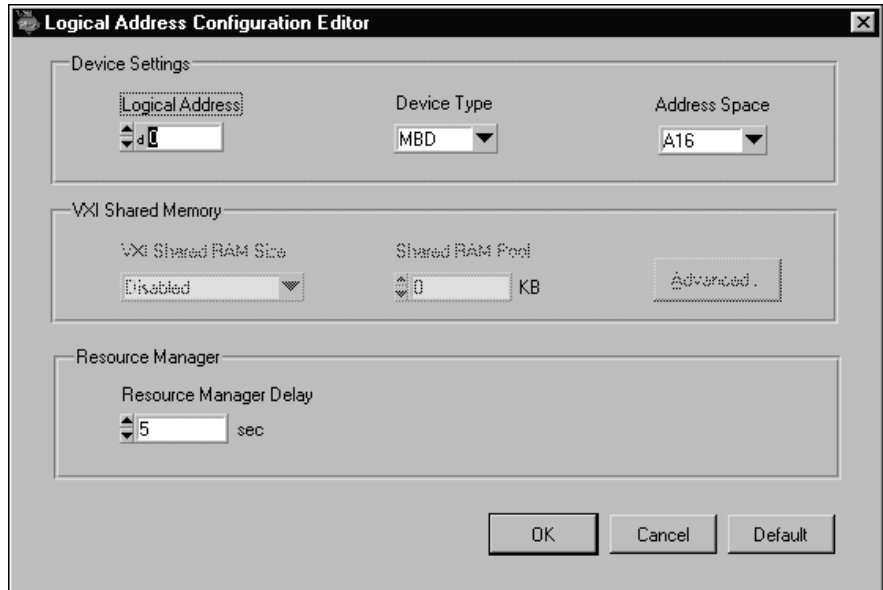 Logical Address Configuration Editor
Device Settings
Logical Address
Device Type
Address Space
d 0
MBD
A16
VXI Shared Memory
VXI Shared RAM Size
Shared RAM Pool
Disabled
0
KB
Advanced .
Resource Manager
Resource Manager Delay
5
sec
OK
Cancel
Default